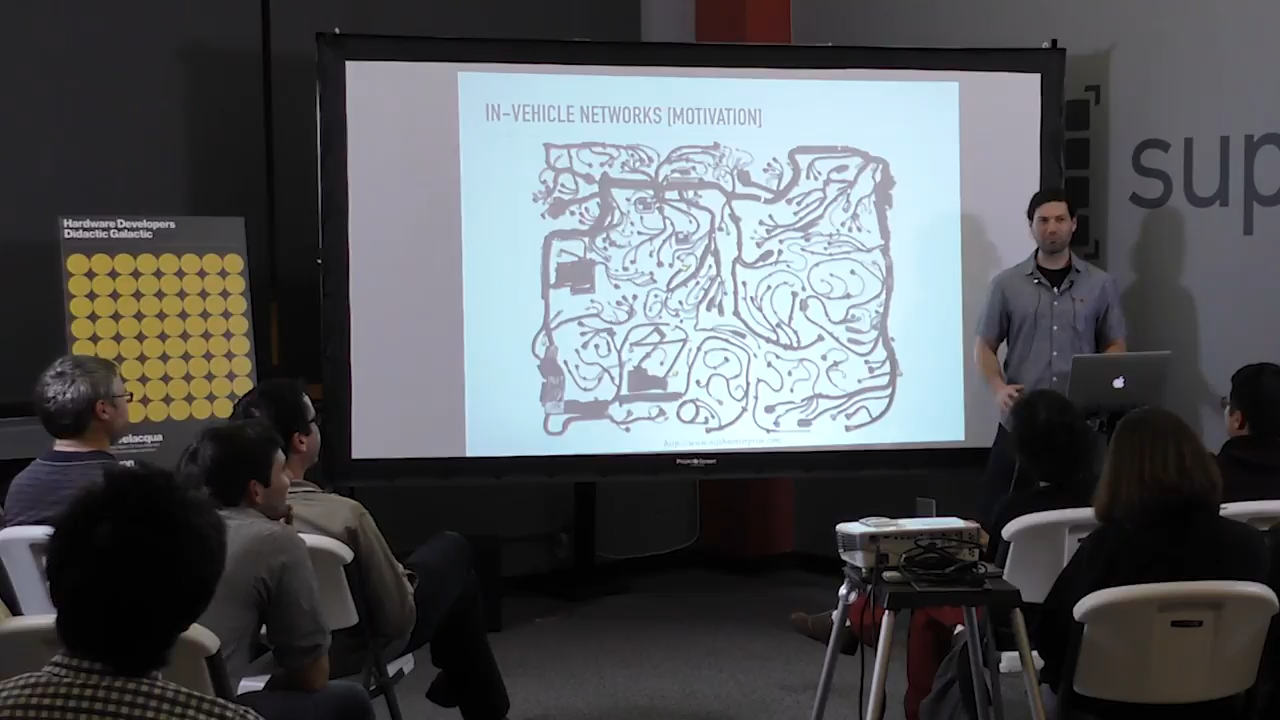 IN-VEHICLE NETWORKS [MOTIVATION]
Hardware Developers
Didactic Galactic
sup